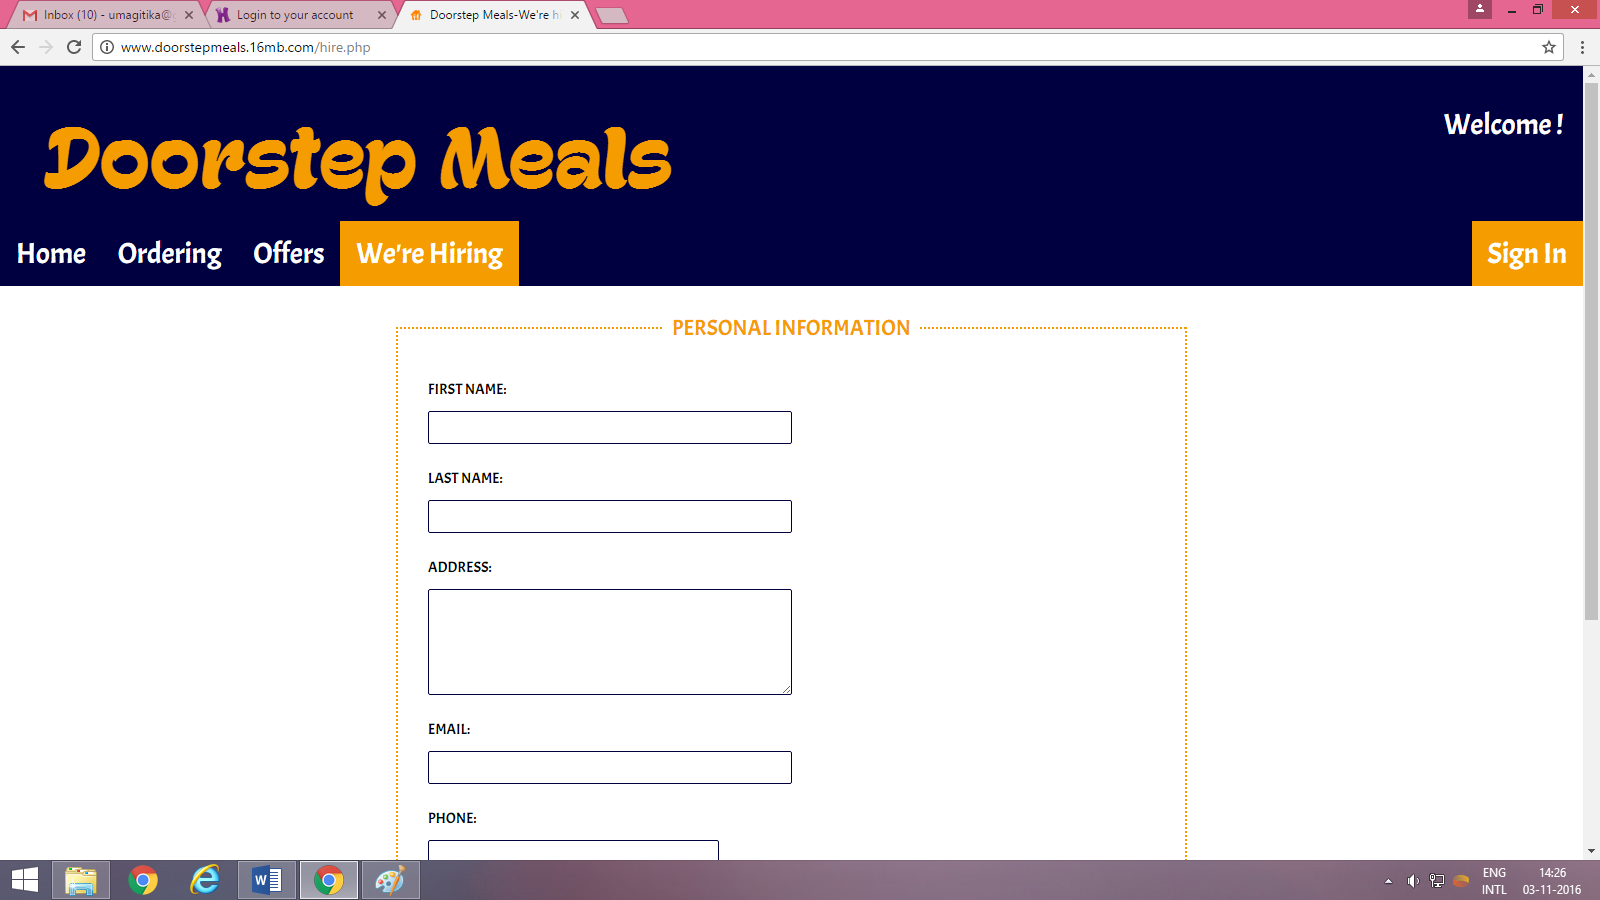 Inbox (10) - umagitika@
Login to your account
Doorstep Meals-We're h
www.doorstepmeals.16mb.com/hire.php
Welcome !
Doorstep Meals
Home Ordering Offers We're Hiring Sign In
PERSONAL INFORMATION
FIRST NAME:
LAST NAME:
ADDRESS:
EMAIL:
PHONE:
ENG 14:26
INTL 03-11-2016